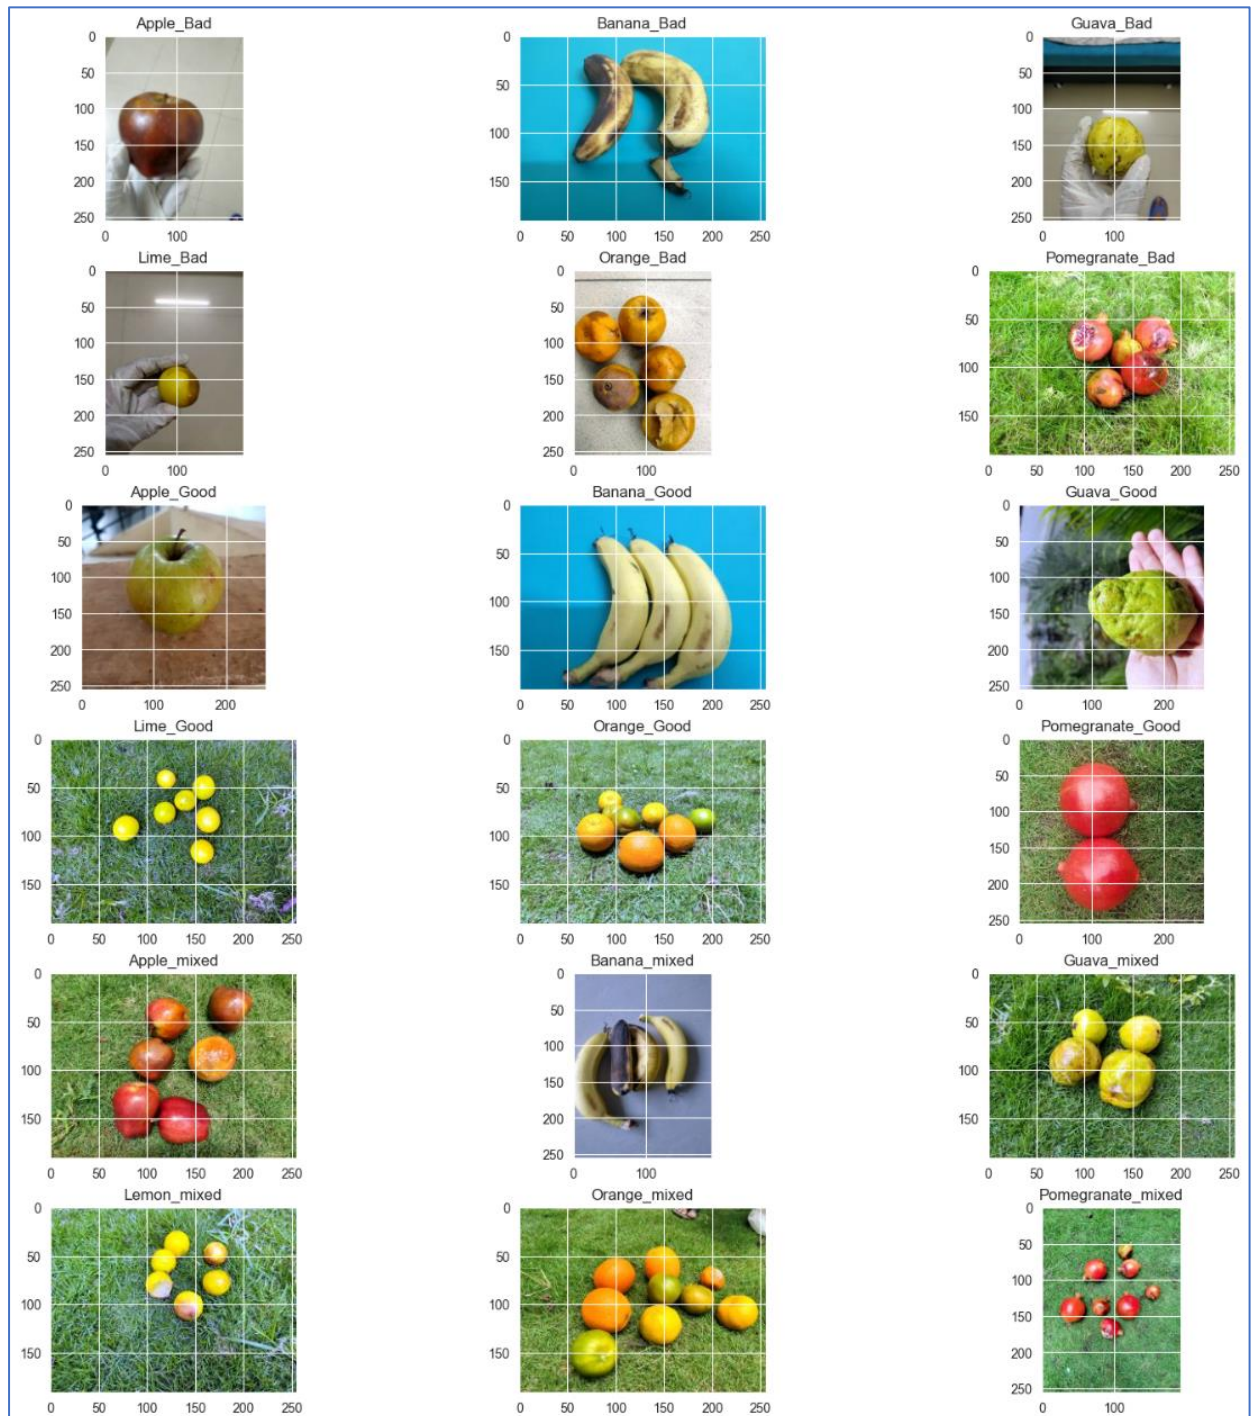 Apple_Bad Banana_Bad Guava_Bad
0 0 0
50 50 50
100 100 100
150 150 150
200 200
250 250
0 100 0 50 100 150 200 250 0 100
Lime_Bad Orange_Bad Pomegranate_Bad
0 0 0
50 50 50
100 100 100
150 150 150
200 200
250 250
0 100 0 100 0 50 100 150 200 250
Apple_Good Banana_Good Guava_Good
0 0 0
50 50 50
100 100 100
150 150 150
200 200
250 250
0 100 200 0 50 100 150 200 250 0 100 200
Lime_Good Orange_Good Pomegranate_Good
0 0 0
50 50 50
100 100 100
150 150 150
200
250
0 50 100 150 200 250 0 50 100 150 200 250 0 100 200
Apple_mixed Banana_mixed Guava_mixed
0 0 0
50 50 50
100 100 100
150 150 150
200
250
0 50 100 150 200 250 0 100 0 50 100 150 200 250
Lemon_mixed Orange_mixed Pomegranate_mixed
0 0 0
50 50 50
100 100 100
150 150 150
200
250
0 50 100 150 200 250 0 50 100 150 200 250 0 100